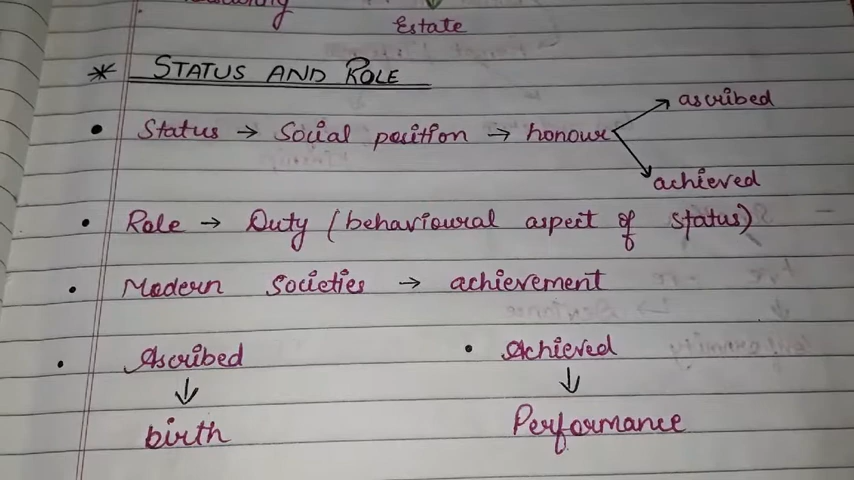 Estate
* STATUS AND ROLE
• Status → Social position → honour → ascribed
→ achieved
• Role → Duty (behavioural aspect of status)
• Modern Societies → achievement
• Ascribed • Achieved
↓ ↓
birth Performance